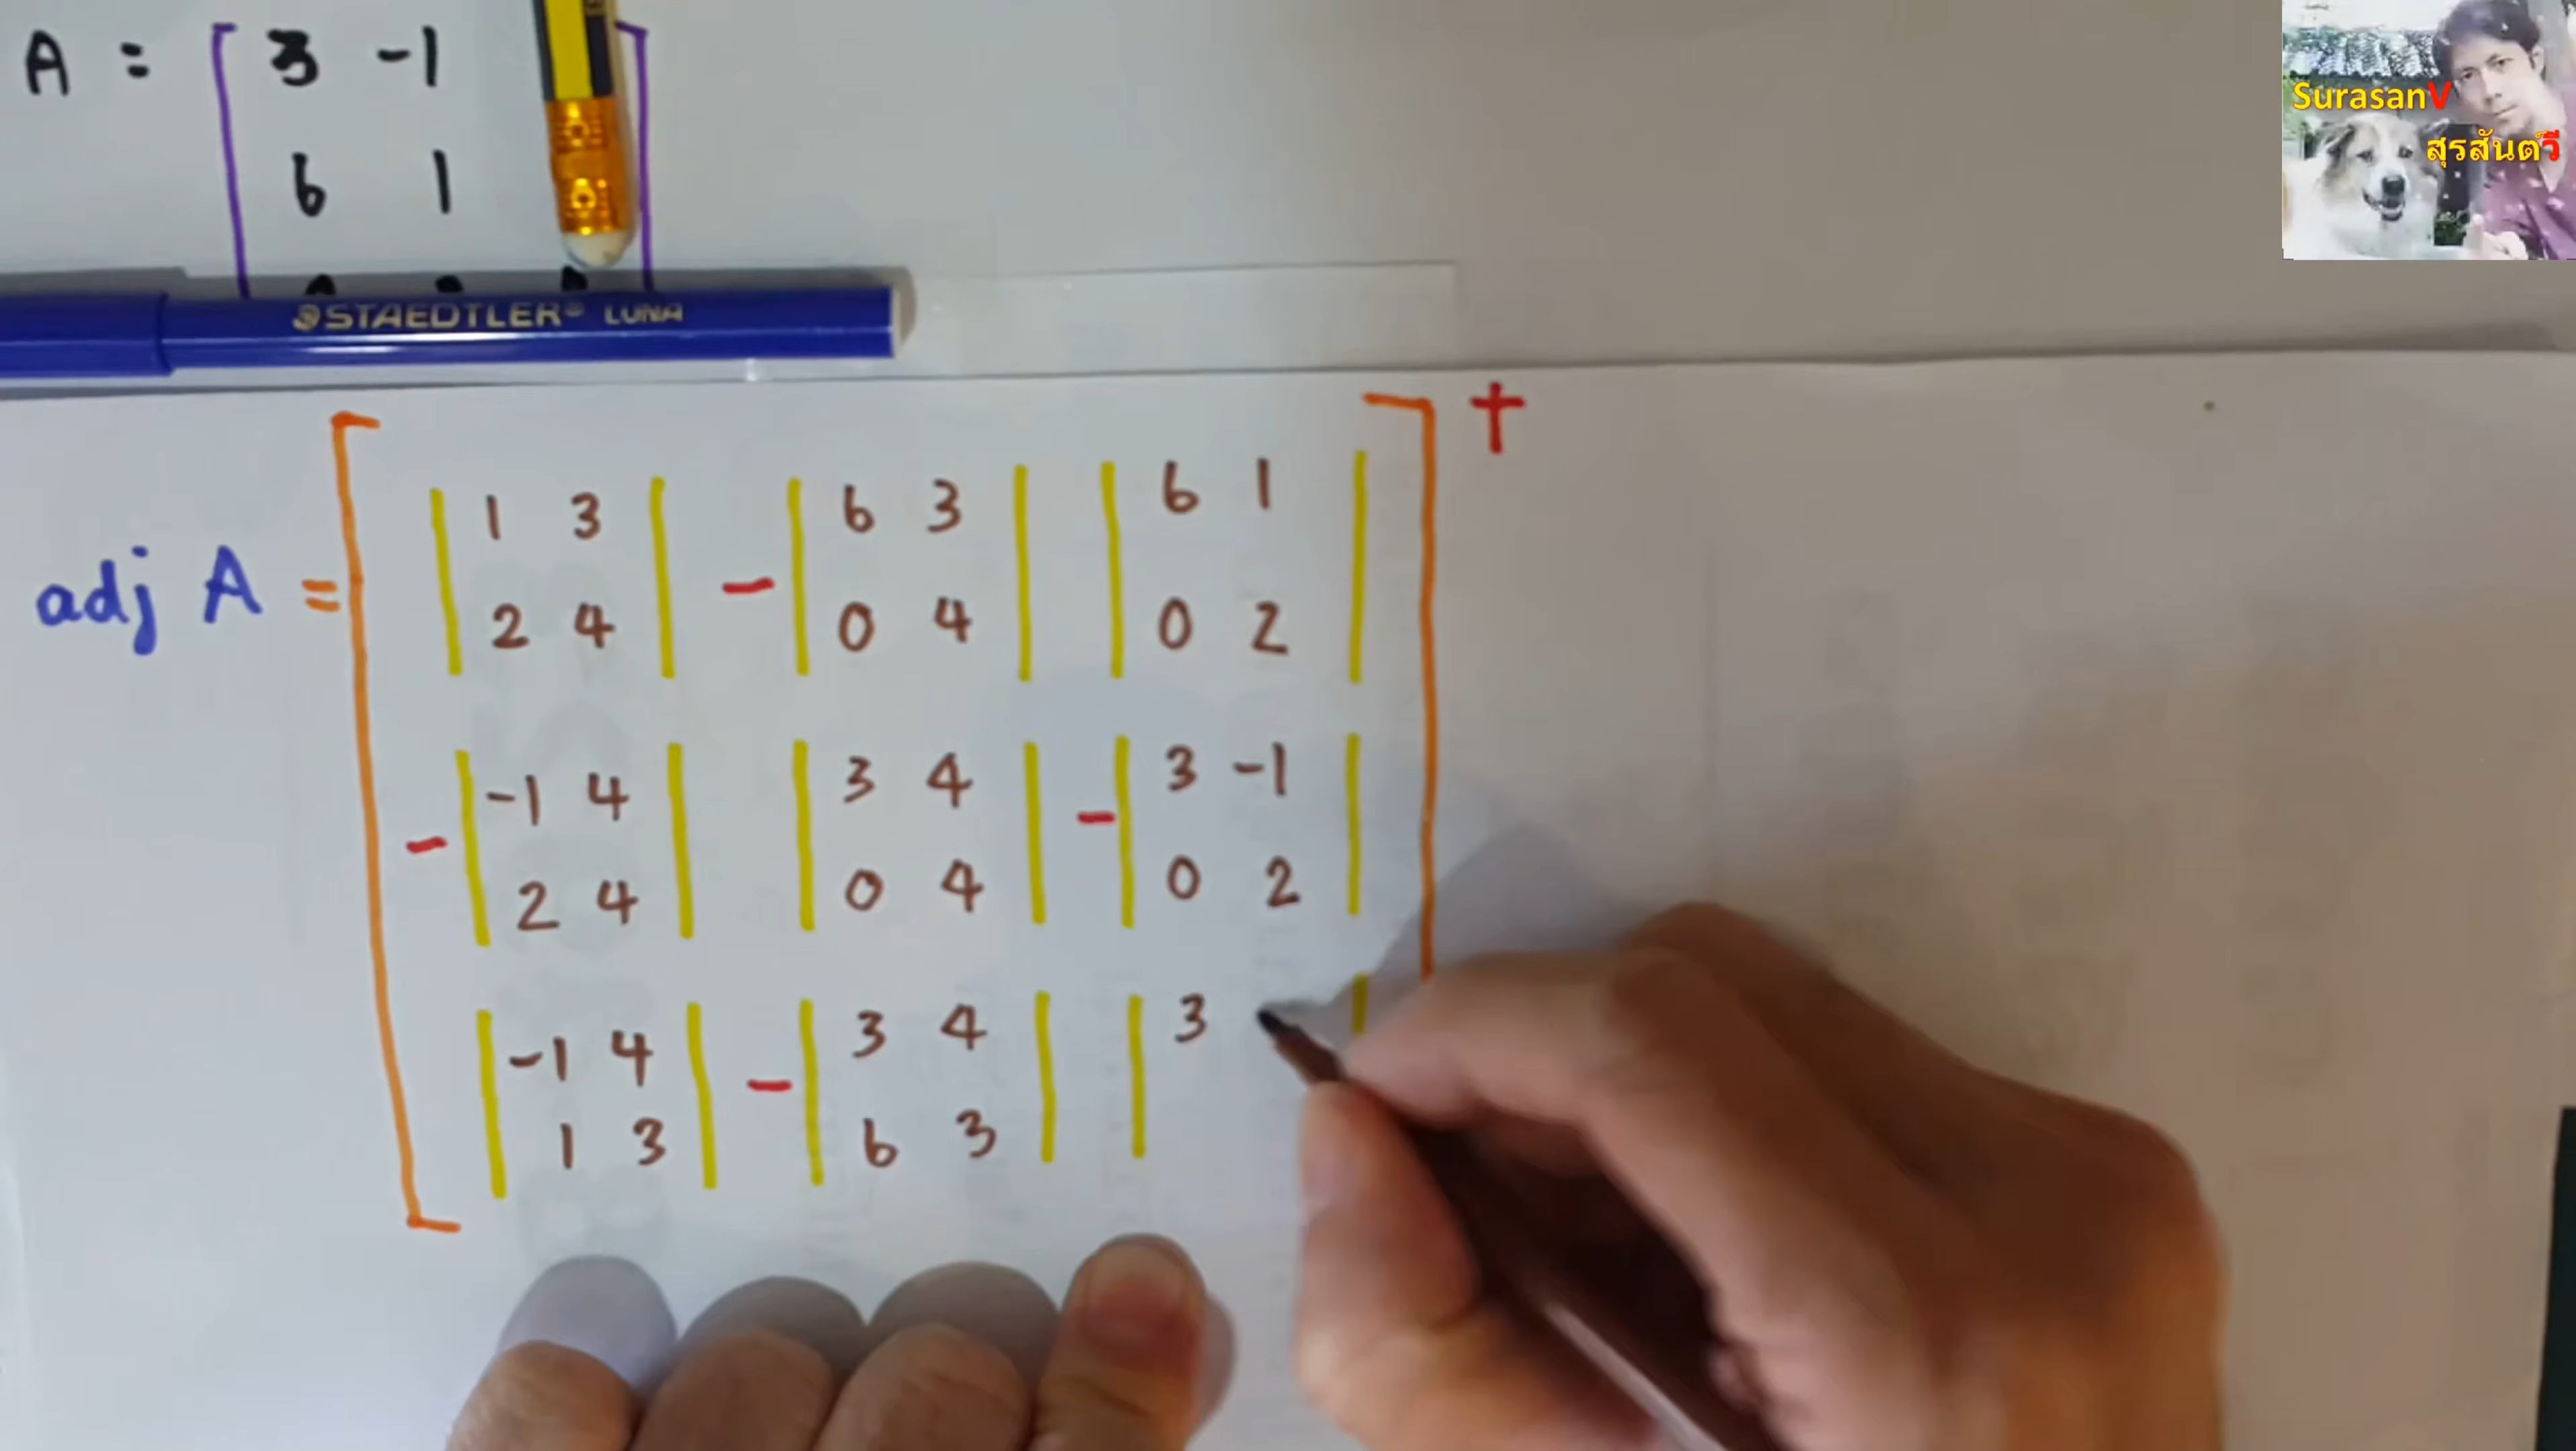 A = 3 -1
6 1
SurasanV
สุรสันต์วี
STAEDTLER® LUNA
t
1 3 - 6 3 6 1
adj A =
2 4 0 4 0 2
-1 4 3 4 - 3 -1
- 2 4 0 4 0 2
-1 4 - 3 4 3
1 3 6 3